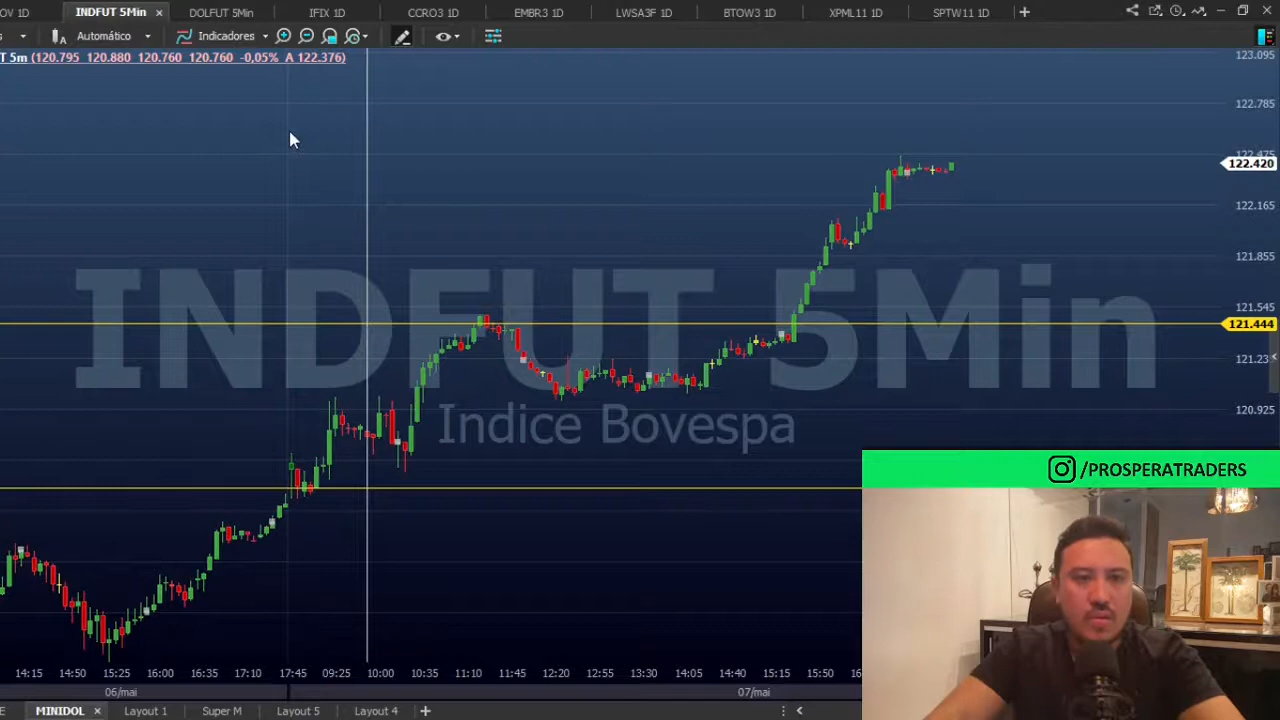 OV 1D INDFUT 5Min × DOLFUT 5Min IFIX 1D CCRO3 1D EMBR3 1D LWSA3F 1D BTOW3 1D XPML11 1D SPTW11 1D +
Automático Indicadores
T 5m (120.795 120.880 120.760 120.760 -0,05% A 122.376)
123.095
122.785
122.475
122.420
122.165
121.855
INDFUT 5Min
121.545
121.444
121.23
120.925
Indice Bovespa
/PROSPERATRADERS
14:15 14:50 15:25 16:00 16:35 17:10 17:45 09:25 10:00 10:35 11:10 11:45 12:20 12:55 13:30 14:05 14:40 15:15 15:50
06/mai 07/mai
E MINIDOL × Layout 1 Super M Layout 5 Layout 4 +